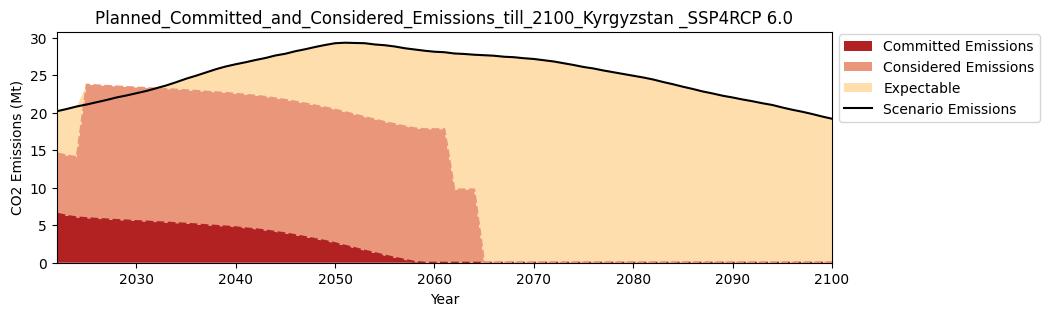 Planned_Committed_and_Considered_Emissions_till_2100_Kyrgyzstan _SSP4RCP 6.0
Committed Emissions
Considered Emissions
Expectable
Scenario Emissions
CO2 Emissions (Mt)
30
25
20
15
10
5
0
2030
2040
2050
2060
2070
2080
2090
2100
Year